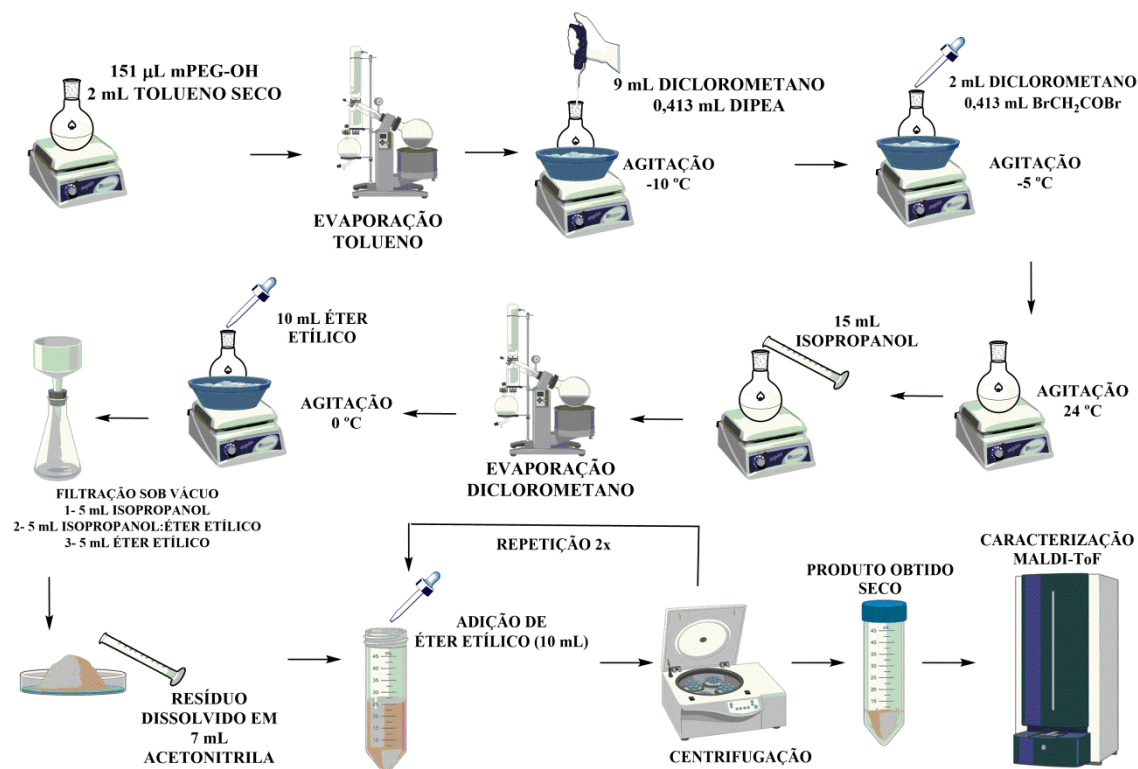 151 µL mPEG-OH
2 mL TOLUENO SECO
EVAPORAÇÃO
TOLUENO
9 mL DICLOROMETANO
0,413 mL DIPEA
AGITAÇÃO
-10 ºC
2 mL DICLOROMETANO
0,413 mL BrCH₂COBr
AGITAÇÃO
-5 ºC
AGITAÇÃO
24 ºC
15 mL
ISOPROPANOL
EVAPORAÇÃO
DICLOROMETANO
10 mL ÉTER
ETÍLICO
AGITAÇÃO
0 ºC
FILTRAÇÃO SOB VÁCUO
1- 5 mL ISOPROPANOL
2- 5 mL ISOPROPANOL:ÉTER ETÍLICO
3- 5 mL ÉTER ETÍLICO
RESÍDUO
DISSOLVIDO EM
7 mL
ACETONITRILA
REPETIÇÃO 2x
ADIÇÃO DE
ÉTER ETÍLICO (10 mL)
CENTRIFUGAÇÃO
PRODUTO OBTIDO
SECO
CARACTERIZAÇÃO
MALDI-ToF